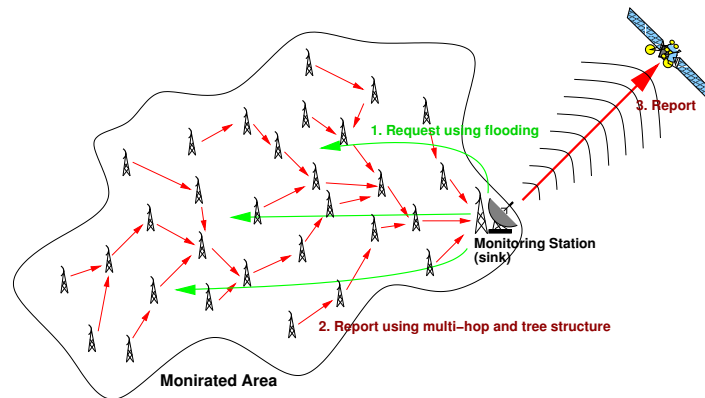 3. Report
1. Request using flooding
Monitoring Station
(sink)
2. Report using multi−hop and tree structure
Monirated Area